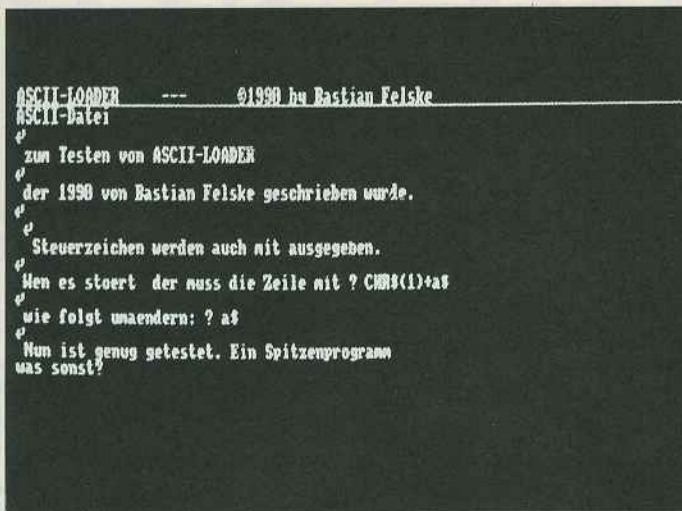 ASCII-LOADER --- ©1990 by Bastian Felske
ASCII-Datei
zum Testen von ASCII-LOADER
der 1990 von Bastian Felske geschrieben wurde.
Steuerzeichen werden auch mit ausgegeben.
Wen es stoert der muss die Zeile mit ? CHR$(1)+a$
wie folgt umaendern: ? a$
Nun ist genug getestet. Ein Spitzenprogramm
was sonst?